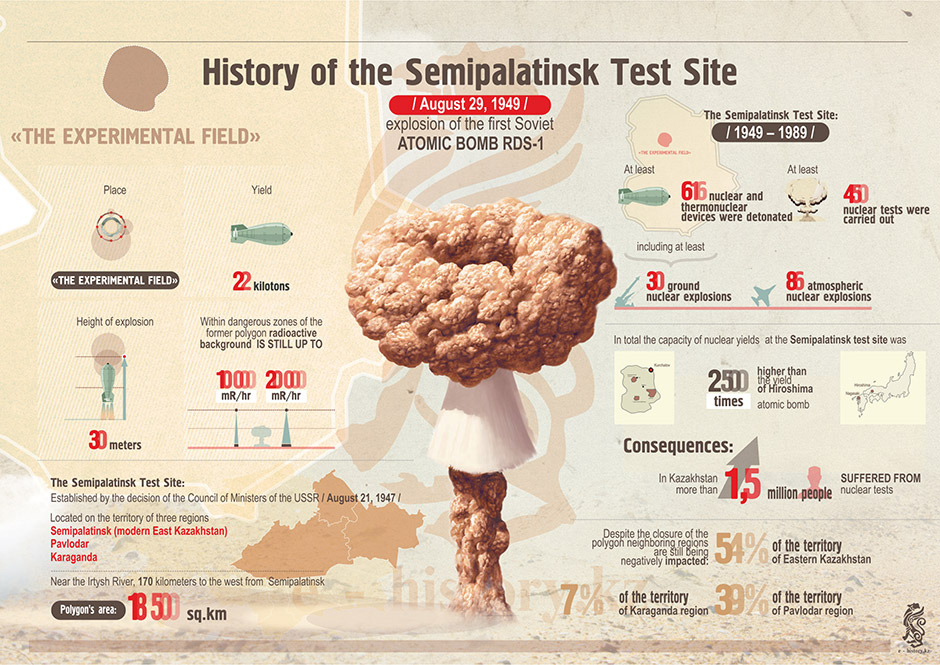 History of the Semipalatinsk Test Site
/ August 29, 1949 /
explosion of the first Soviet
ATOMIC BOMB RDS-1
«THE EXPERIMENTAL FIELD»
Place
Yield
«THE EXPERIMENTAL FIELD»
22 kilotons
Height of explosion
30 meters
Within dangerous zones of the
former polygon radioactive
background IS STILL UP TO
10000 20000
mR/hr mR/hr
The Semipalatinsk Test Site:
Established by the decision of the Council of Ministers of the USSR / August 21, 1947 /
Located on the territory of three regions
Semipalatinsk (modern East Kazakhstan)
Pavlodar
Karaganda
Near the Irtysh River, 170 kilometers to the west from Semipalatinsk
Polygon's area: 18 500 sq.km
The Semipalatinsk Test Site:
/ 1949 – 1989 /
«THE EXPERIMENTAL FIELD»
At least
616 nuclear and
thermonuclear
devices were detonated
At least
450
nuclear tests were
carried out
including at least
30 ground
nuclear explosions
86 atmospheric
nuclear explosions
In total the capacity of nuclear yields at the Semipalatinsk test site was
2500
times
higher than
the yield
of Hiroshima
atomic bomb
Consequences:
In Kazakhstan
more than
1,5 million people
SUFFERED FROM
nuclear tests
Despite the closure of the
polygon neighboring regions
are still being
negatively impacted:
54% of the territory
of Eastern Kazakhstan
7% of the territory
of Karaganda region
39% of the territory
of Pavlodar region
e - history.kz
e - history.kz